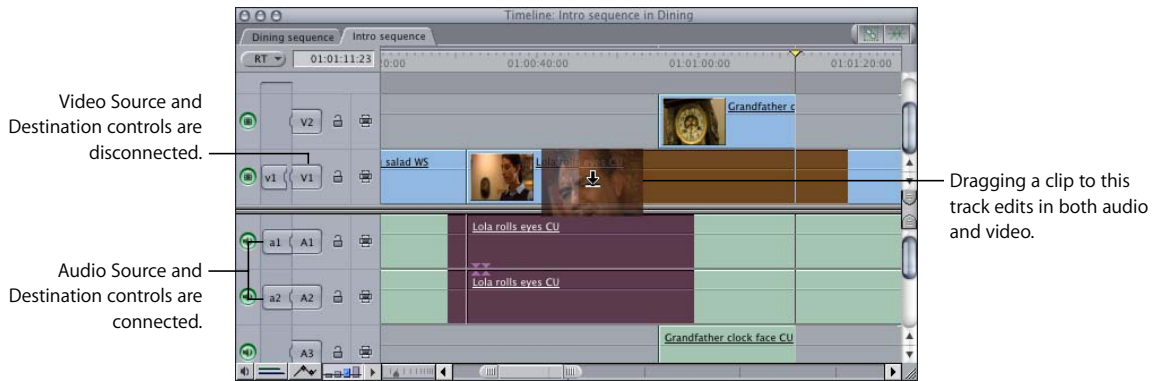 Timeline: Intro sequence in Dining
Dining sequence
Intro sequence
RT
01:01:11:23
20:00
01:00:40:00
01:01:00:00
01:01:20:00
Video Source and
Destination controls are
disconnected.
V2
Grandfather c
v1
V1
salad WS
Lola rolls eyes CU
Dragging a clip to this
track edits in both audio
and video.
a1
A1
Lola rolls eyes CU
Audio Source and
Destination controls are
connected.
a2
A2
Lola rolls eyes CU
A3
Grandfather clock face CU